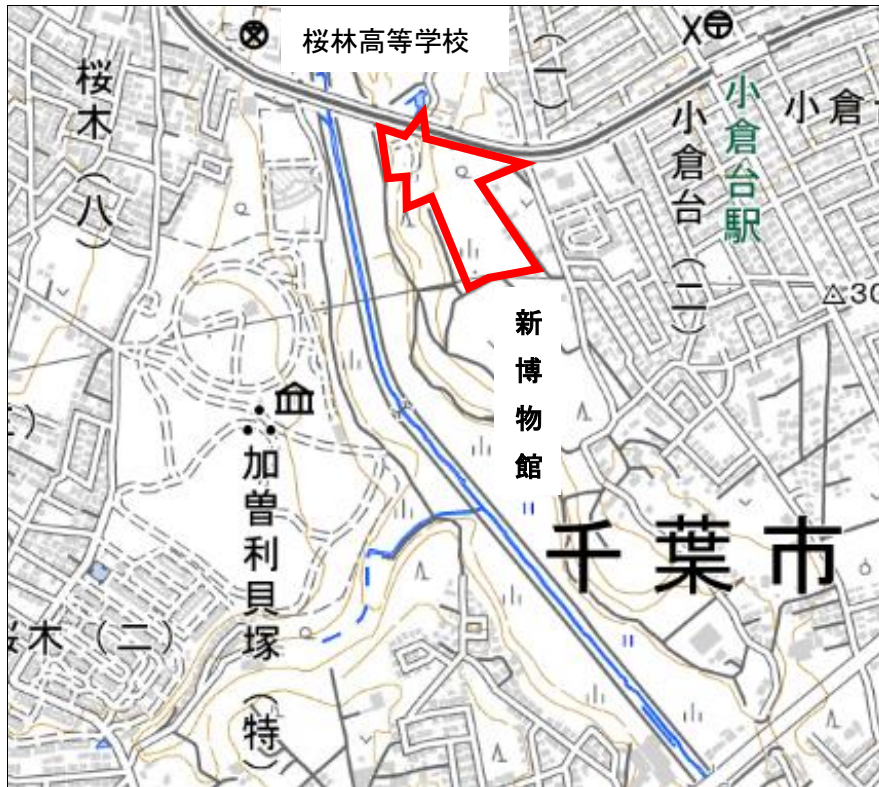 桜林高等学校
桜木(八)
(一)
小倉台駅
小倉台(二)
小倉
30
新博物館
加曽利貝塚(特)
千葉市
木(二)